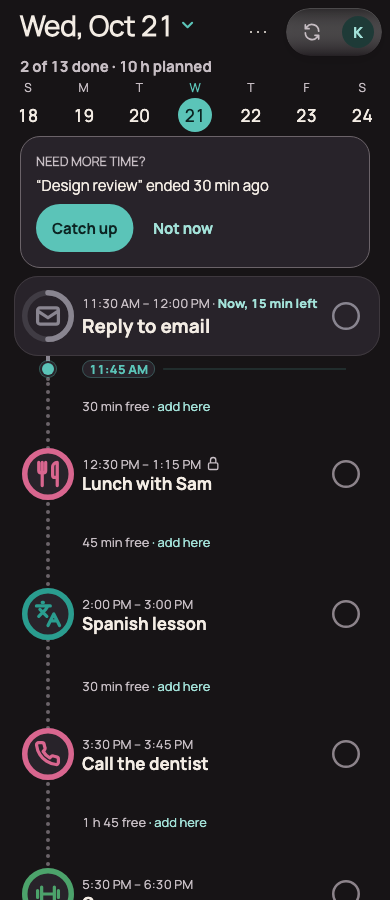 Wed, Oct 21
...
K
2 of 13 done · 10 h planned
S M T W T F S
18 19 20 21 22 23 24
NEED MORE TIME?
"Design review" ended 30 min ago
Catch up Not now
11:30 AM – 12:00 PM · Now, 15 min left
Reply to email
11:45 AM
30 min free · add here
12:30 PM – 1:15 PM
Lunch with Sam
45 min free · add here
2:00 PM – 3:00 PM
Spanish lesson
30 min free · add here
3:30 PM – 3:45 PM
Call the dentist
1 h 45 free · add here
5:30 PM – 6:30 PM